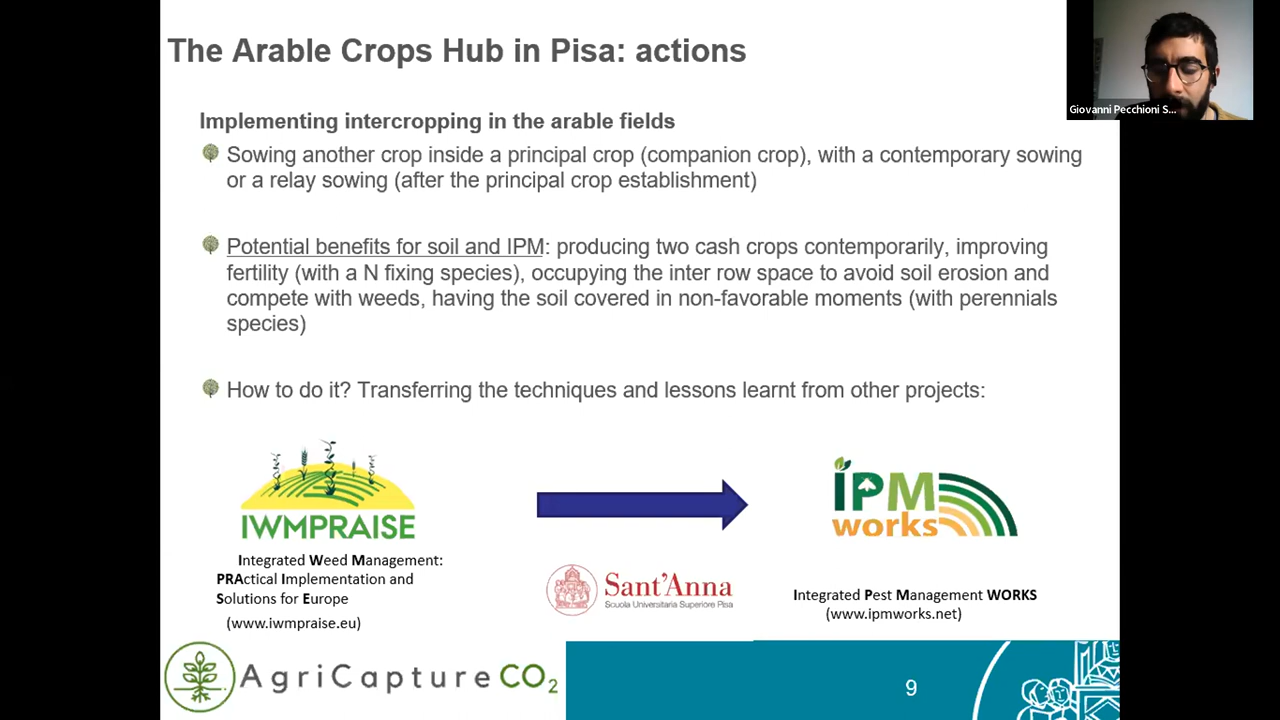 The Arable Crops Hub in Pisa: actions
Giovanni Pecchioni S...
Implementing intercropping in the arable fields
Sowing another crop inside a principal crop (companion crop), with a contemporary sowing
or a relay sowing (after the principal crop establishment)
Potential benefits for soil and IPM: producing two cash crops contemporarily, improving
fertility (with a N fixing species), occupying the inter row space to avoid soil erosion and
compete with weeds, having the soil covered in non-favorable moments (with perennials
species)
How to do it? Transferring the techniques and lessons learnt from other projects:
IWMPRAISE
Integrated Weed Management:
PRActical Implementation and
Solutions for Europe
(www.iwmpraise.eu)
Sant'Anna
Scuola Universitaria Superiore Pisa
IPM
works
Integrated Pest Management WORKS
(www.ipmworks.net)
AgriCapture CO2
9